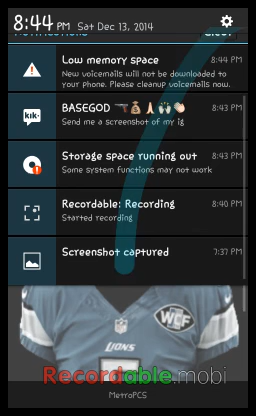 8:44 PM Sat Dec 13, 2014
NOTIFICATIONS
CLEAR
Low memory space 8:44 PM
New voicemails will not be downloaded to
your phone. Please cleanup voicemails now.
kik•
BASEGOD 🔫💰🙏🙌👏 8:43 PM
Send me a screenshot of my ig
Storage space running out 8:43 PM
Some system functions may not work
Recordable: Recording 8:40 PM
Started recording
Screenshot captured 7:37 PM
WCF
LIONS
Recordable.mobi
MetroPCS